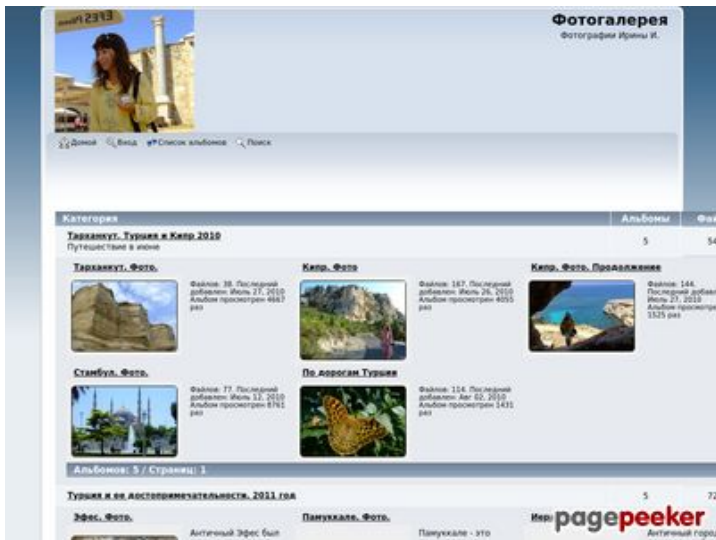 EFES Müze
Фотогалерея
Фотографии Ирины И.
Домой Вход Список альбомов Поиск
Категория Альбомы
Тарханкут, Турция и Кипр 2010
Путешествие в июне
5
54
Тарханкут. Фото.
Файлов: 38. Последний
добавлен: Июль 27, 2010
Альбом просмотрен 4667
раз
Кипр. Фото
Файлов: 167. Последний
добавлен: Июль 26, 2010
Альбом просмотрен 4055
раз
Кипр. Фото. Продолжение
Файлов: 144.
Последний
Июль 27, 2010
Альбом
1525 раз
Стамбул. Фото.
Файлов: 77. Последний
добавлен: Июль 12, 2010
Альбом просмотрен 8761
раз
По дорогам Турции
Файлов: 114. Последний
добавлен: Авг 02, 2010
Альбом просмотрен 1431
раз
Альбомов: 5 / Страниц: 1
Турция и ее достопримечательности. 2011 год
5
72
Эфес. Фото.
Античный Эфес был
Памуккале. Фото.
Памуккале - это
Античный
pagepeeker